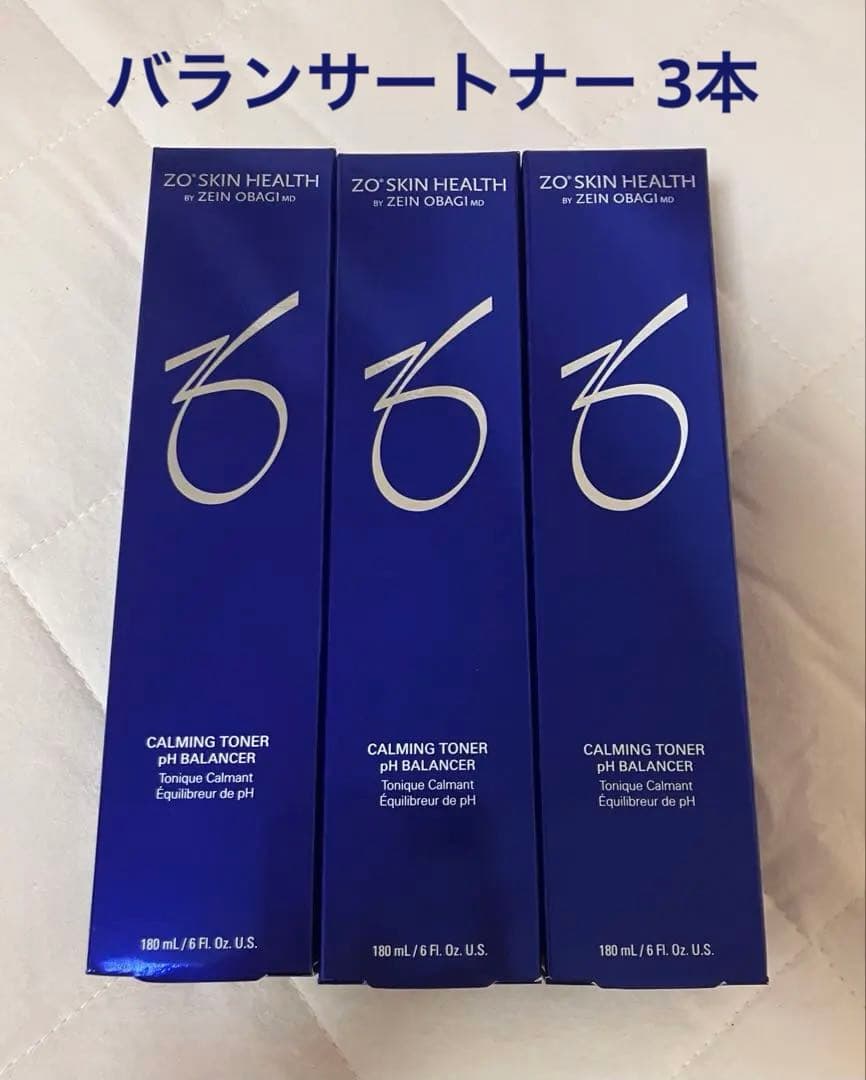 バランサートナー 3本
ZO® SKIN HEALTH
BY ZEIN OBAGI MD
CALMING TONER
pH BALANCER
Tonique Calmant
Équilibreur de pH
180 mL / 6 Fl. Oz. U.S.
ZO® SKIN HEALTH
BY ZEIN OBAGI MD
CALMING TONER
pH BALANCER
Tonique Calmant
Équilibreur de pH
180 mL / 6 Fl. Oz. U.S.
ZO® SKIN HEALTH
BY ZEIN OBAGI MD
CALMING TONER
pH BALANCER
Tonique Calmant
Équilibreur de pH
180 mL / 6 Fl. Oz. U.S.